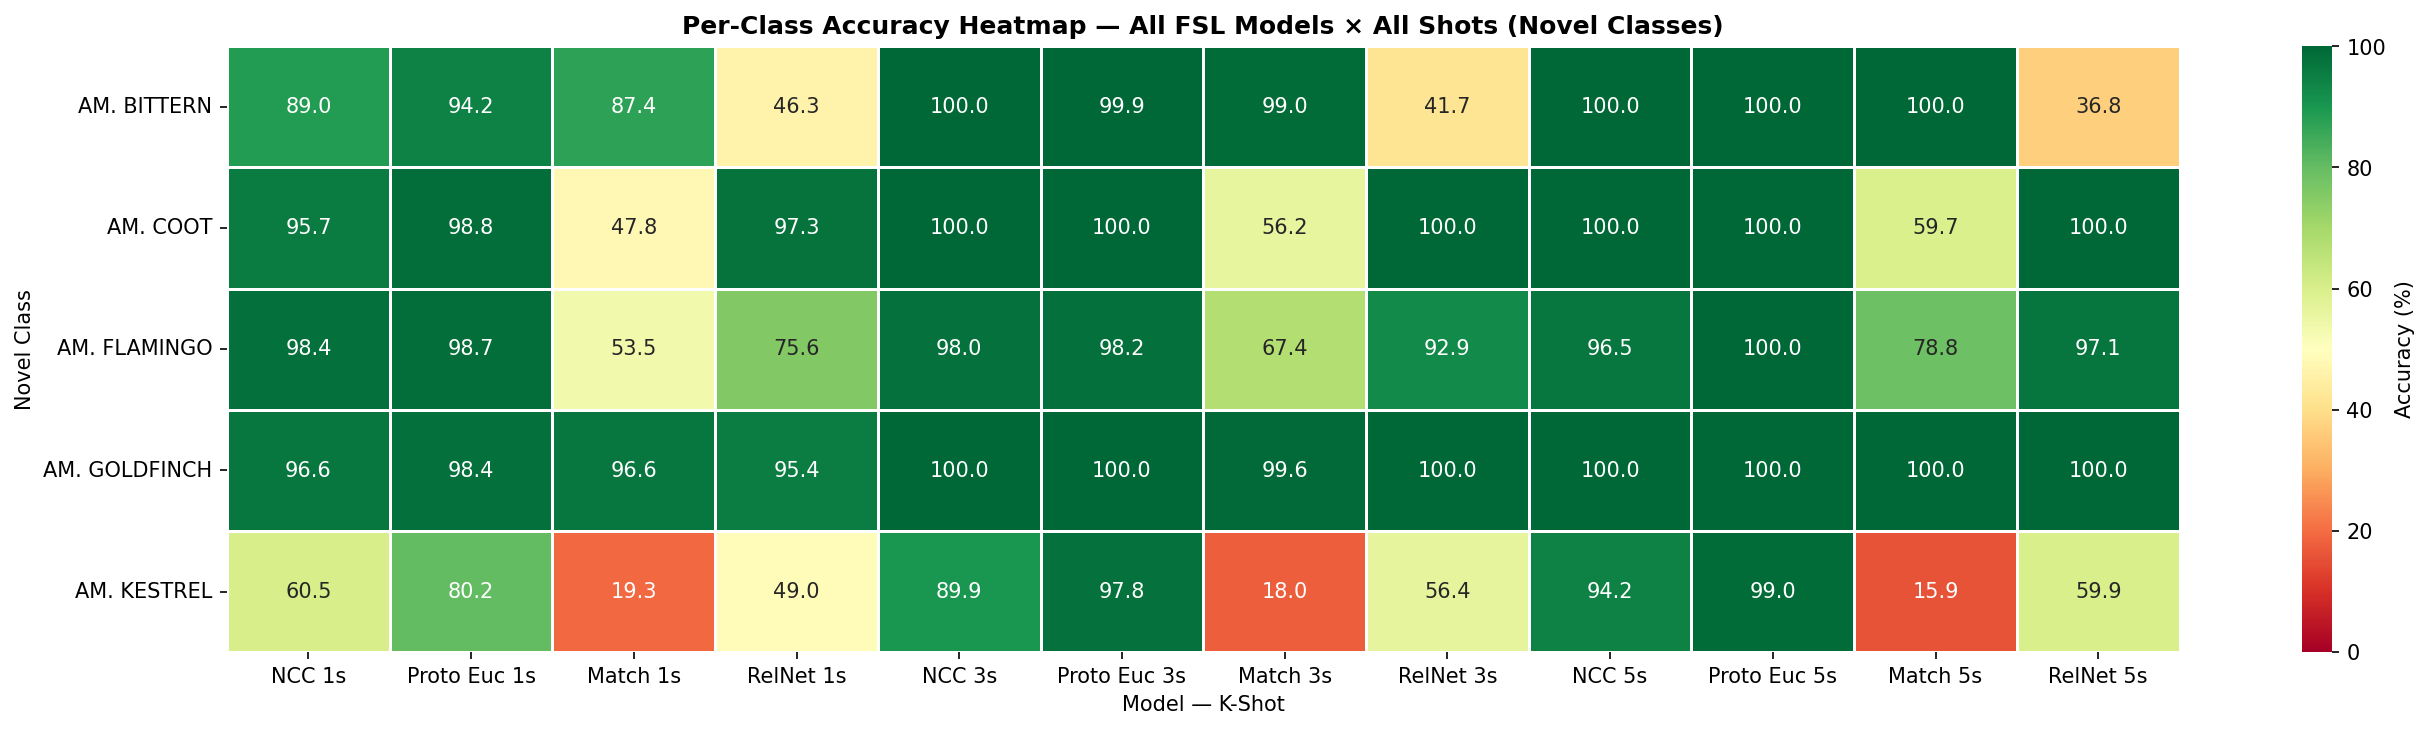 Per-Class Accuracy Heatmap — All FSL Models × All Shots (Novel Classes)
Novel Class
AM. BITTERN 89.0 94.2 87.4 46.3 100.0 99.9 99.0 41.7 100.0 100.0 100.0 36.8
AM. COOT 95.7 98.8 47.8 97.3 100.0 100.0 56.2 100.0 100.0 100.0 59.7 100.0
AM. FLAMINGO 98.4 98.7 53.5 75.6 98.0 98.2 67.4 92.9 96.5 100.0 78.8 97.1
AM. GOLDFINCH 96.6 98.4 96.6 95.4 100.0 100.0 99.6 100.0 100.0 100.0 100.0 100.0
AM. KESTREL 60.5 80.2 19.3 49.0 89.9 97.8 18.0 56.4 94.2 99.0 15.9 59.9
NCC 1s Proto Euc 1s Match 1s RelNet 1s NCC 3s Proto Euc 3s Match 3s RelNet 3s NCC 5s Proto Euc 5s Match 5s RelNet 5s
Model — K-Shot
100
80
60
40
20
0
Accuracy (%)